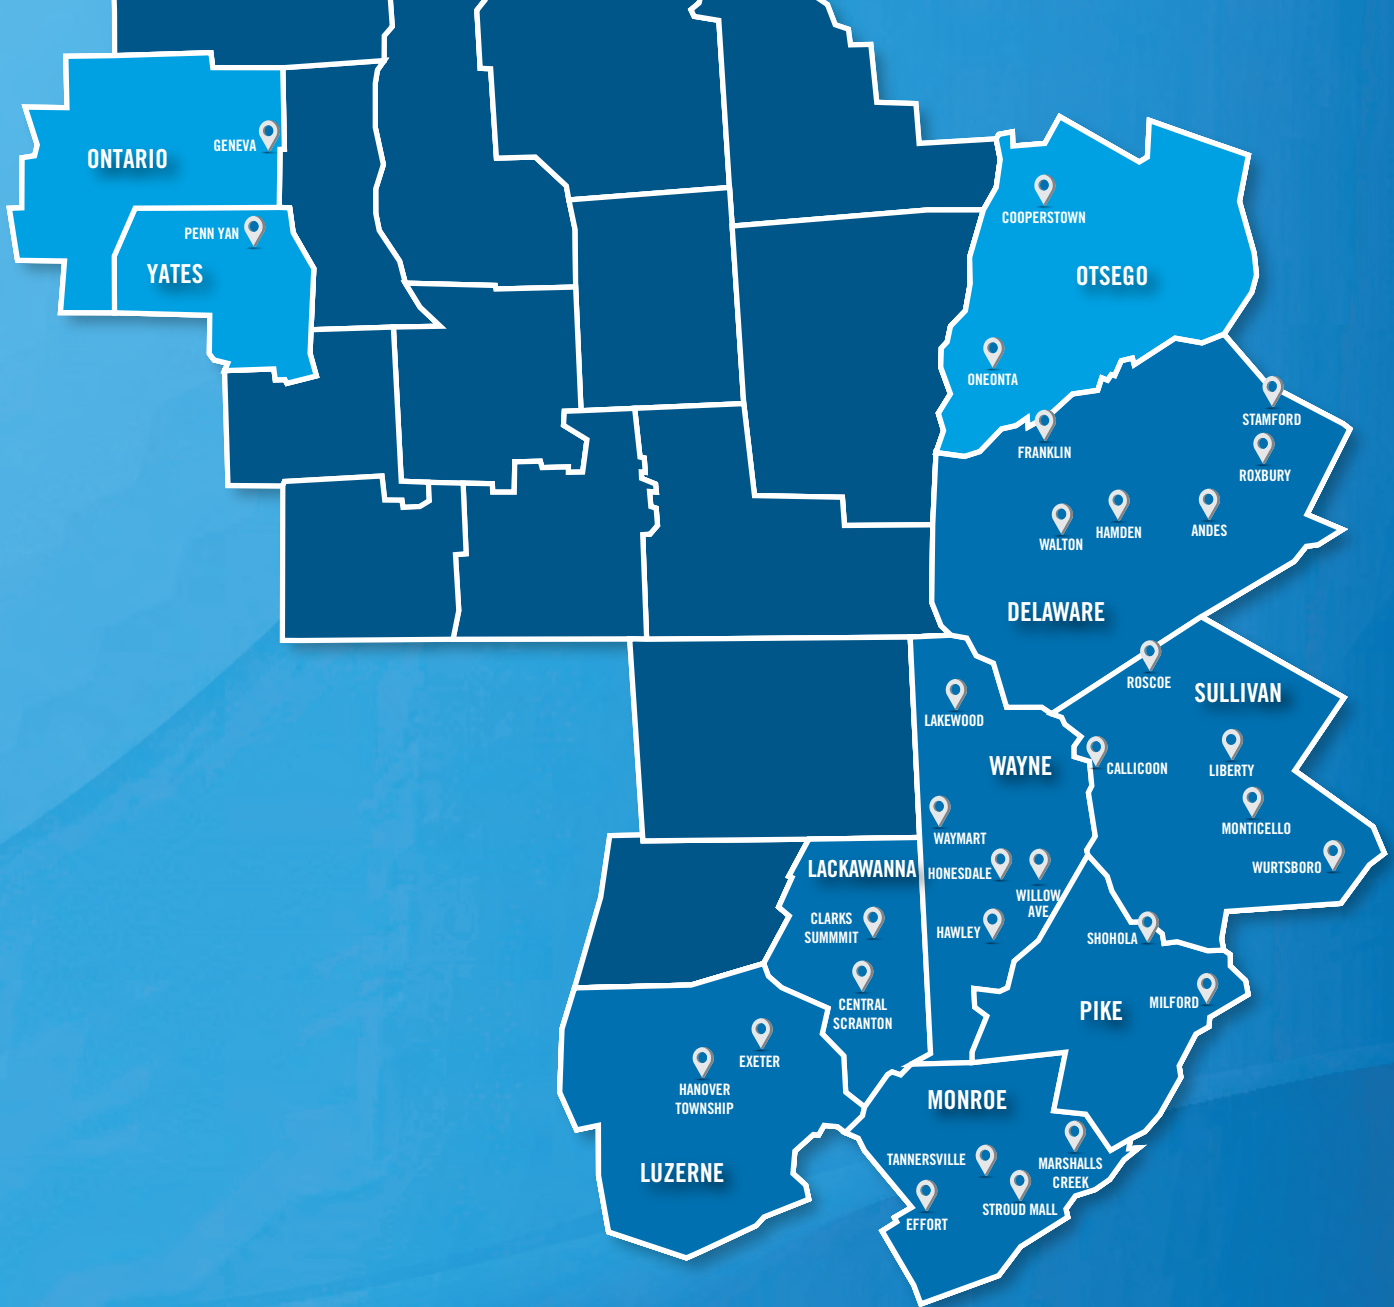 GENEVA
ONTARIO
PENN YAN
YATES
COOPERSTOWN
OTSEGO
ONEONTA
STAMFORD
FRANKLIN
ROXBURY
WALTON
HAMDEN
ANDES
DELAWARE
ROSCOE
SULLIVAN
LAKEWOOD
WAYNE
CALLICOON
LIBERTY
WAYMART
MONTICELLO
LACKAWANNA
HONESDALE
WURTSBORO
WILLOW
AVE
CLARKS
SUMMMIT
HAWLEY
SHOHOLA
CENTRAL
SCRANTON
PIKE
MILFORD
EXETER
HANOVER
TOWNSHIP
MONROE
TANNERSVILLE
MARSHALLS
CREEK
LUZERNE
STROUD MALL
EFFORT